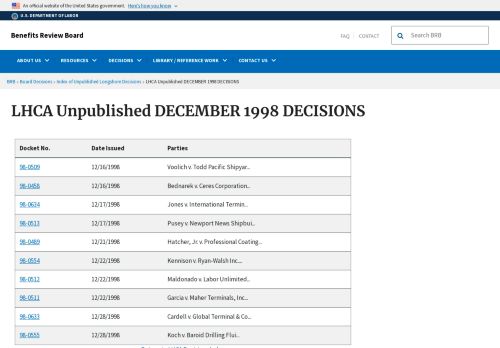 An official website of the United States government. Here's how you know
U.S. DEPARTMENT OF LABOR
Benefits Review Board
FAQ CONTACT
Search BRB
ABOUT US RESOURCES DECISIONS LIBRARY / REFERENCE WORK CONTACT US
BRB › Board Decisions › Index of Unpublished Longshore Decisions › LHCA Unpublished DECEMBER 1998 DECISIONS
LHCA Unpublished DECEMBER 1998 DECISIONS
Docket No. Date Issued Parties
98-0509 12/16/1998 Voolich v. Todd Pacific Shipyar...
98-0458 12/16/1998 Bednarek v. Ceres Corporation...
98-0634 12/17/1998 Jones v. International Termin...
98-0513 12/17/1998 Pusey v. Newport News Shipbui...
98-0489 12/21/1998 Hatcher, Jr. v. Professional Coating...
98-0554 12/22/1998 Kennison v. Ryan-Walsh Inc....
98-0512 12/22/1998 Maldonado v. Labor Unlimited...
98-0511 12/22/1998 Garcia v. Maher Terminals, Inc...
98-0633 12/28/1998 Cardell v. Global Terminal & Co...
98-0555 12/28/1998 Koch v. Baroid Drilling Flui...